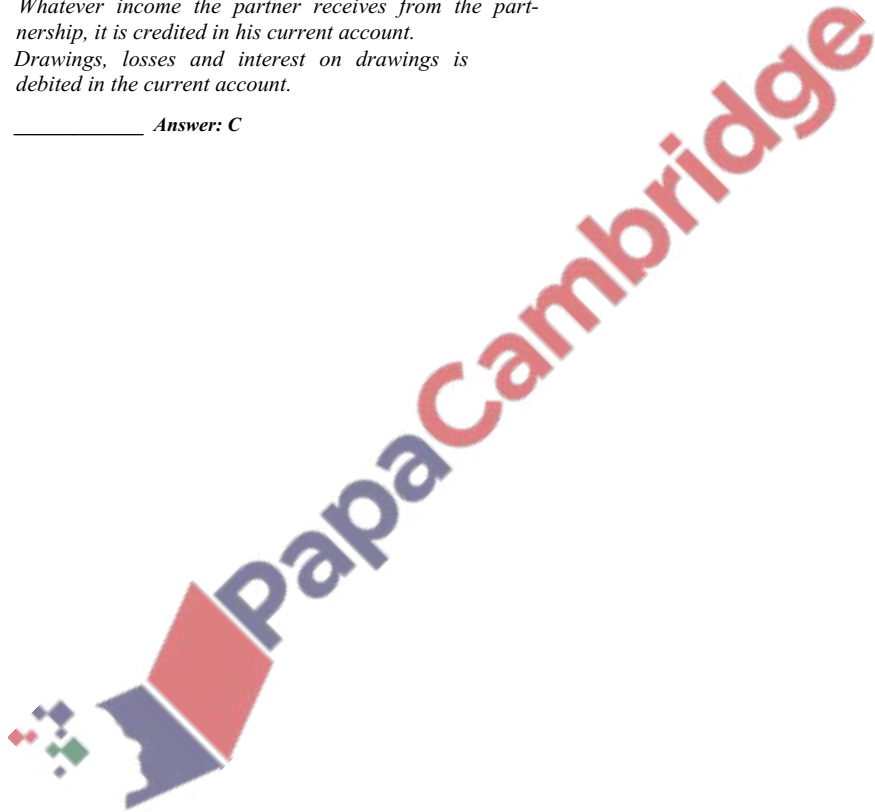 Whatever income the partner receives from the part-
nership, it is credited in his current account.
Drawings, losses and interest on drawings is
debited in the current account.
____________ Answer: C
PapaCambridge